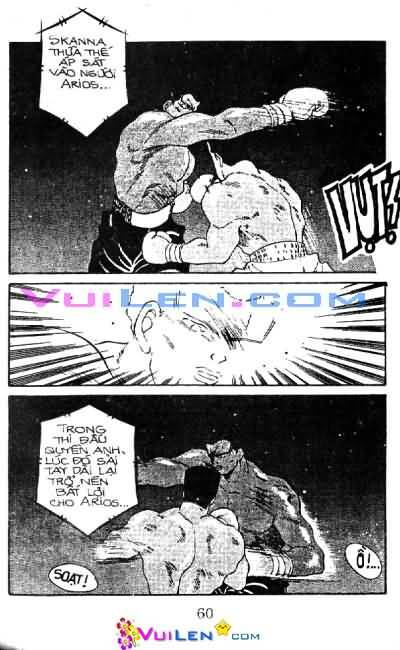 SKANNA
THỪA THẾ
ÁP SÁT
VÀO NGƯỜI
ARIOS...
VỤT!
VUILEN.COM
TRONG
THI ĐẤU
QUYỀN ANH,
LÚC ĐÓ SẢI
TAY DÀI LẠI
TRỞ NÊN
BẤT LỢI
CHO ARIOS...
Ồ!...
SOẠT!
60
VUILEN
.COM